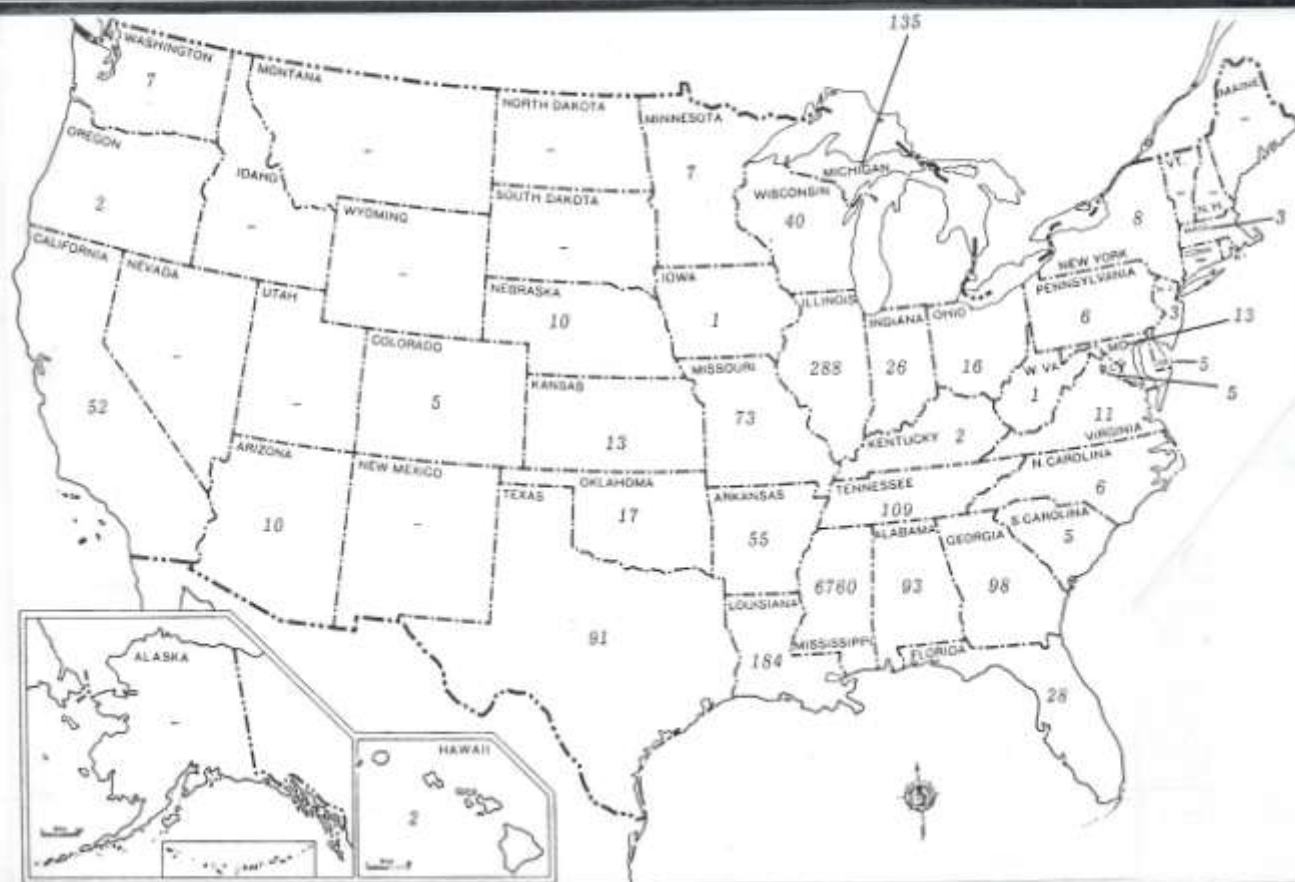 135
WASHINGTON
7
MONTANA
-
NORTH DAKOTA
-
MINNESOTA
7
MAINE
-
OREGON
2
IDAHO
-
MICHIGAN
WISCONSIN
40
VT.
-
-
N.H.
WYOMING
-
SOUTH DAKOTA
-
8
NEW YORK
3
CALIFORNIA
52
NEVADA
-
UTAH
-
NEBRASKA
10
IOWA
1
ILLINOIS
288
INDIANA
26
OHIO
16
PENNSYLVANIA
6
3
13
COLORADO
5
KANSAS
13
MISSOURI
73
W VA
1
MD
5
5
KENTUCKY 2
11
VIRGINIA
ARIZONA
10
NEW MEXICO
-
TEXAS
91
OKLAHOMA
17
ARKANSAS
55
TENNESSEE
109
N. CAROLINA
6
S. CAROLINA
5
LOUISIANA
184
6760
MISSISSIPPI
ALABAMA
93
GEORGIA
98
FLORIDA
28
ALASKA
-
HAWAII
2